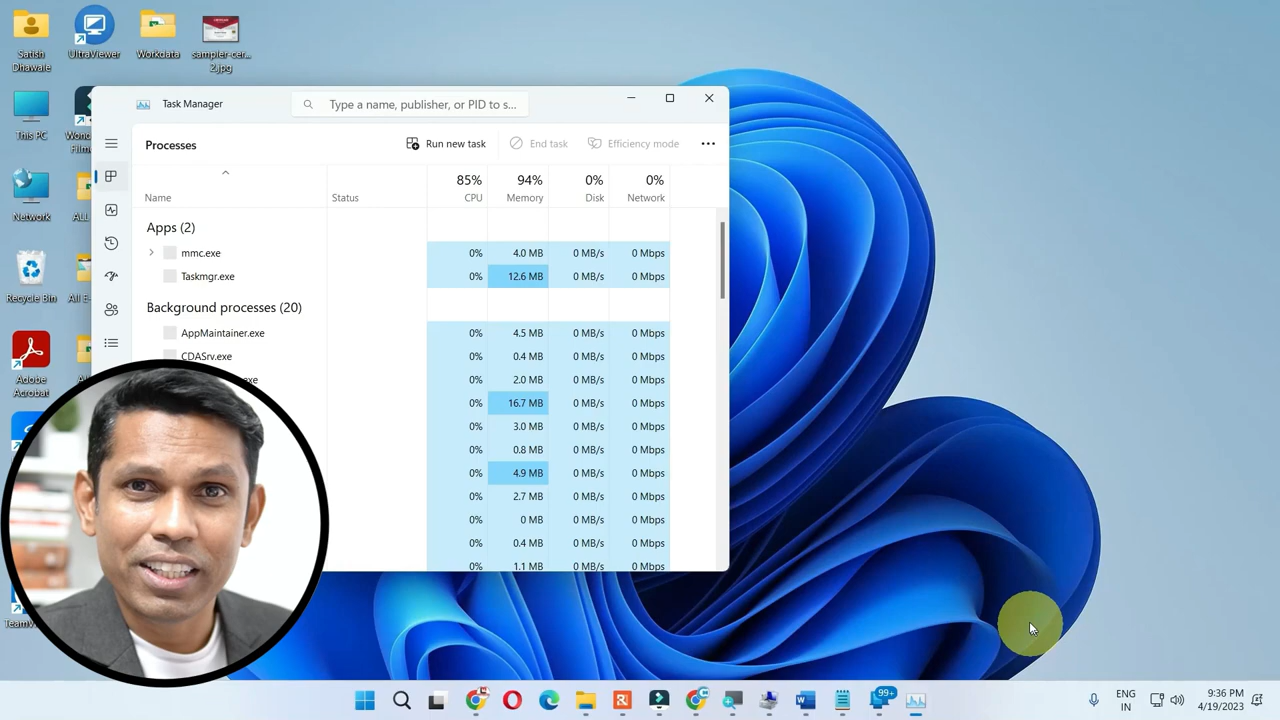 Satish
Dhawale
UltraViewer
Workdata
sampler-cer...
2.jpg
This PC
Network
Recycle Bin
Adobe
Acrobat
Task Manager
Type a name, publisher, or PID to s...
Processes
Run new task
End task
Efficiency mode
Name
Status
85%
CPU
94%
Memory
0%
Disk
0%
Network
Apps (2)
mmc.exe 0% 4.0 MB 0 MB/s 0 Mbps
Taskmgr.exe 0% 12.6 MB 0 MB/s 0 Mbps
Background processes (20)
AppMaintainer.exe 0% 4.5 MB 0 MB/s 0 Mbps
CDASrv.exe 0% 0.4 MB 0 MB/s 0 Mbps
0% 2.0 MB 0 MB/s 0 Mbps
0% 16.7 MB 0 MB/s 0 Mbps
0% 3.0 MB 0 MB/s 0 Mbps
0% 0.8 MB 0 MB/s 0 Mbps
0% 4.9 MB 0 MB/s 0 Mbps
0% 2.7 MB 0 MB/s 0 Mbps
0% 0 MB 0 MB/s 0 Mbps
0% 0.4 MB 0 MB/s 0 Mbps
0% 1.1 MB 0 MB/s 0 Mbps
99+
ENG
IN
9:36 PM
4/19/2023